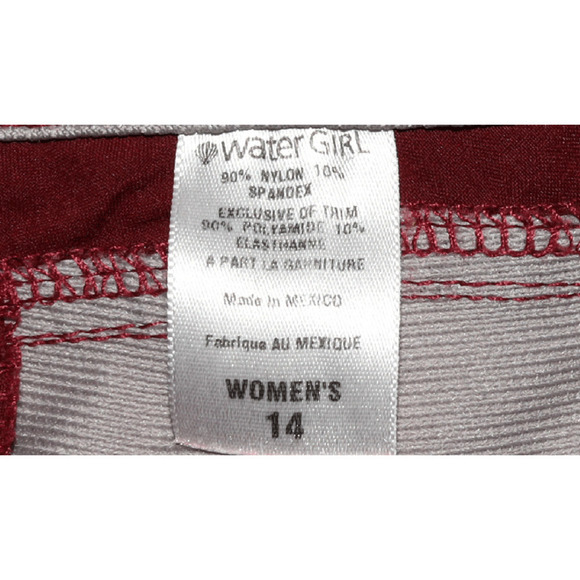 water GIRL
90% NYLON 10%
SPANDEX
EXCLUSIVE OF TRIM
90% POLYAMIDE 10%
ELASTHANNE
A PART LA GARNITURE
Made in MEXICO
Fabrique AU MEXIQUE
WOMEN'S
14